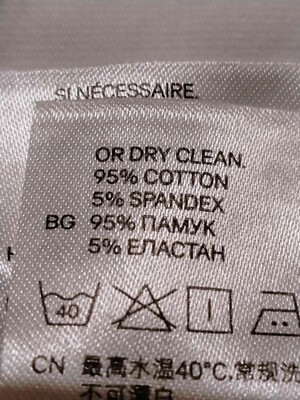 SI NÉCESSAIRE.
OR DRY CLEAN.
95% COTTON
5% SPANDEX
BG 95% ПАМУК
5% ЕЛАСТАН
40
CN 最高水温40°C.常规洗
不可漂白